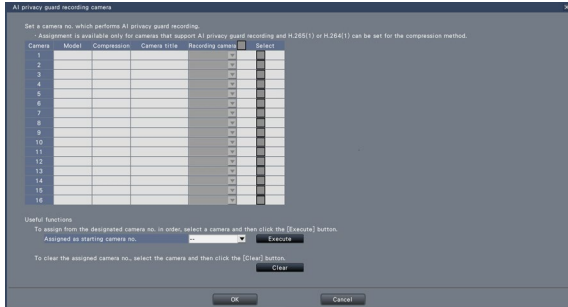 AI privacy guard recording camera
Set a camera no. which performs AI privacy guard recording.
・Assignment is available only for cameras that support AI privacy guard recording and H.265(1) or H.264(1) can be set for the compression method.
Camera Model Compression Camera title Recording camera Select
1
2
3
4
5
6
7
8
9
10
11
12
13
14
15
16
Useful functions
To assign from the designated camera no. in order, select a camera and then click the [Execute] button.
Assigned as starting camera no. -- Execute
To clear the assigned camera no., select the camera and then click the [Clear] button.
Clear
OK Cancel